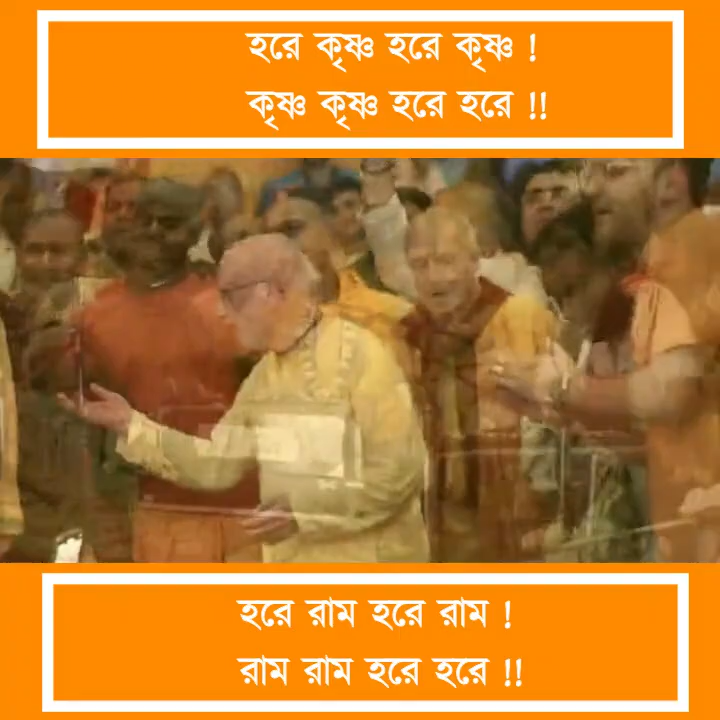 হরে কৃষ্ণ হরে কৃষ্ণ !
কৃষ্ণ কৃষ্ণ হরে হরে !!
হরে রাম হরে রাম !
রাম রাম হরে হরে !!